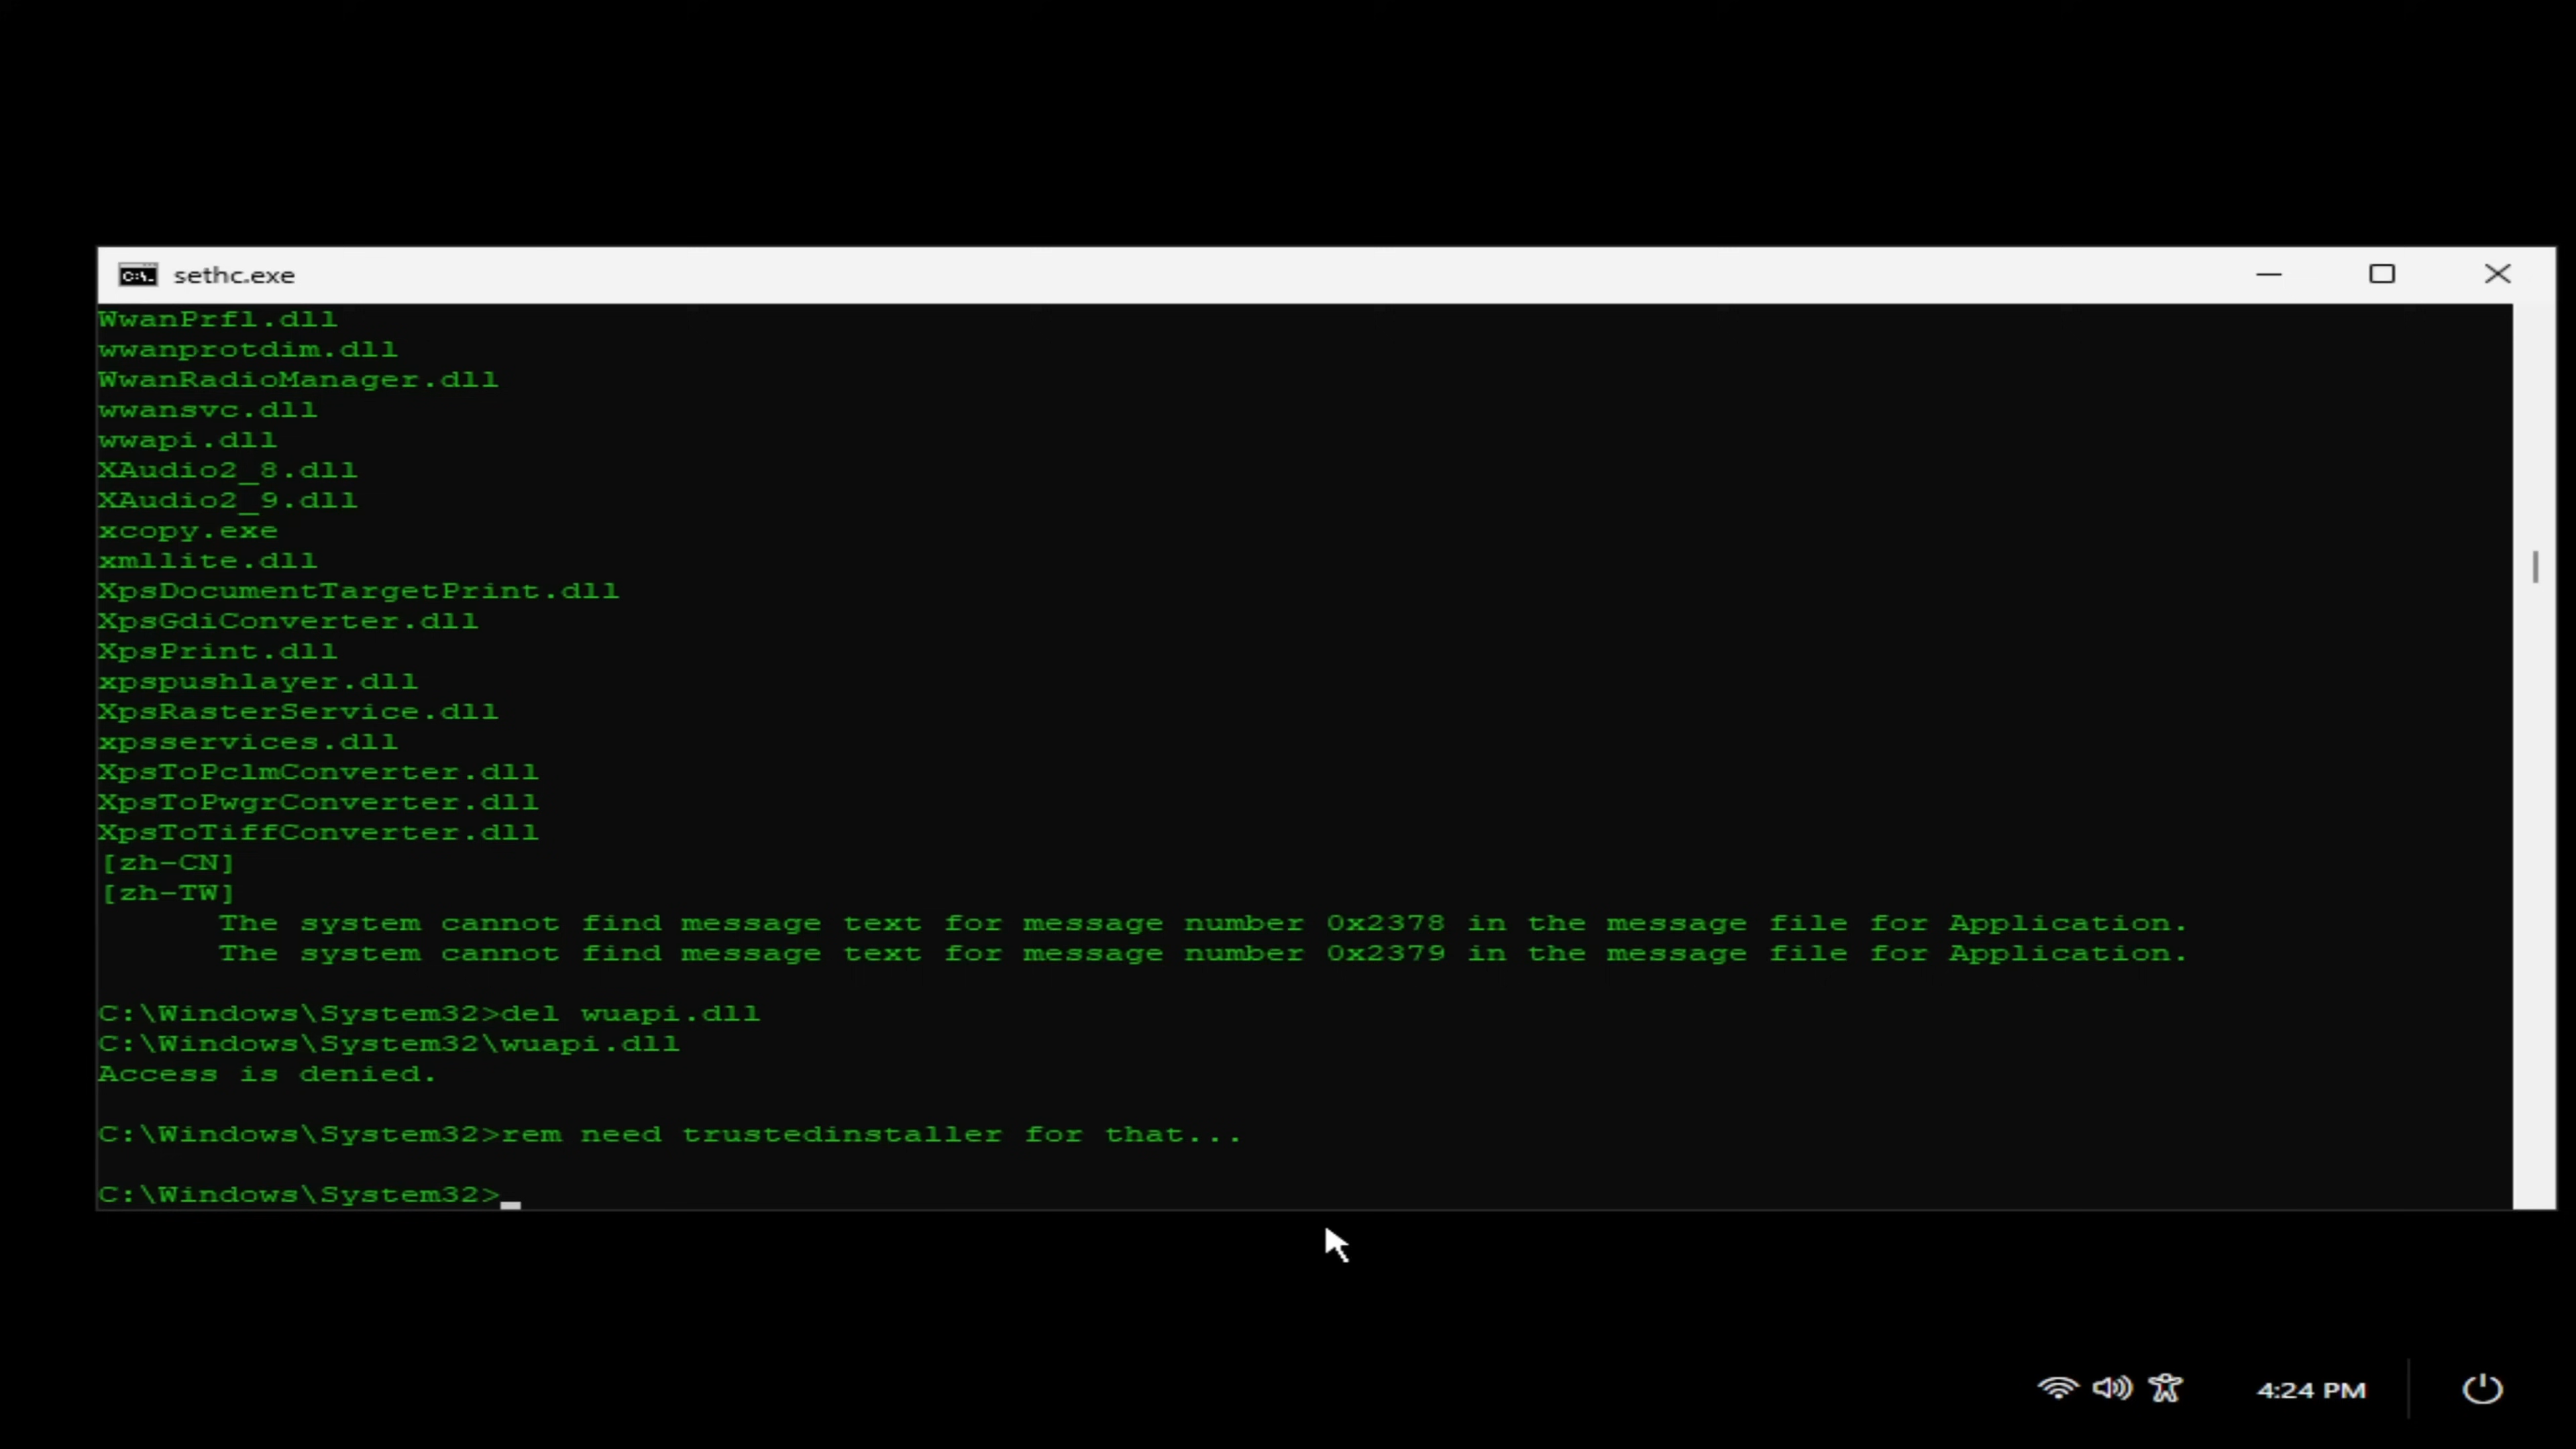 sethc.exe
WwanPrfl.dll
wwanprotdim.dll
WwanRadioManager.dll
wwansvc.dll
wwapi.dll
XAudio2_8.dll
XAudio2_9.dll
xcopy.exe
xmllite.dll
XpsDocumentTargetPrint.dll
XpsGdiConverter.dll
XpsPrint.dll
xpspushlayer.dll
XpsRasterService.dll
xpsservices.dll
XpsToPclmConverter.dll
XpsToPwgrConverter.dll
XpsToTiffConverter.dll
[zh-CN]
[zh-TW]
The system cannot find message text for message number 0x2378 in the message file for Application.
The system cannot find message text for message number 0x2379 in the message file for Application.
C:\Windows\System32>del wuapi.dll
C:\Windows\System32\wuapi.dll
Access is denied.
C:\Windows\System32>rem need trustedinstaller for that...
C:\Windows\System32>
4:24 PM